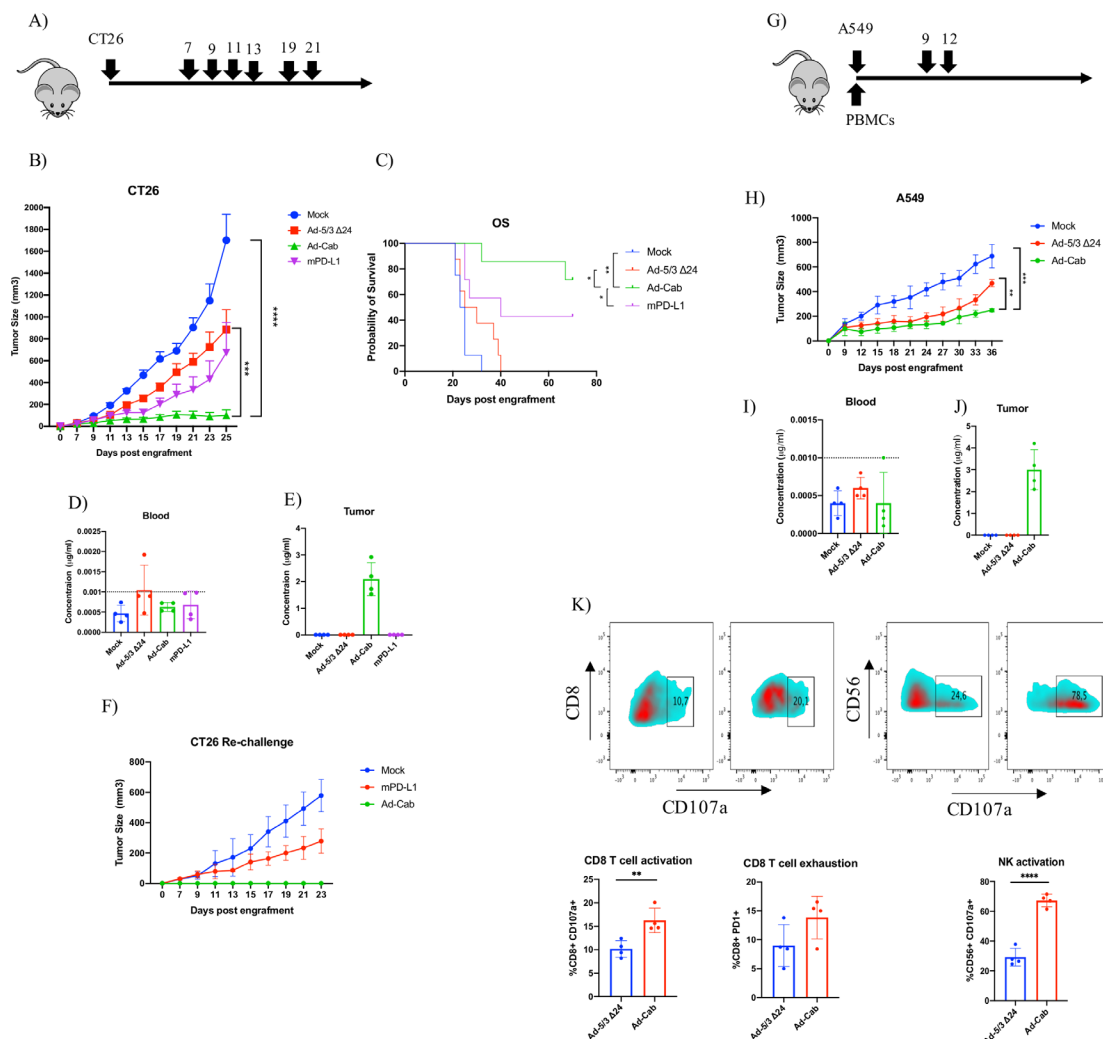 A)
CT26
7
9
11
13
19
21
G)
A549
9
12
PBMCs
B)
CT26
Tumor Size (mm3)
2000
1800
1600
1400
1200
1000
800
600
400
200
0
0 7 9 11 13 15 17 19 21 23 25
Days post engrafment
Mock
Ad-5/3 Δ24
Ad-Cab
mPD-L1
***
****
C)
OS
Probability of Survival
100
80
60
40
20
0
0 20 40 60 80
Days post engrafment
Mock
Ad-5/3 Δ24
Ad-Cab
mPD-L1
*
**
*
H)
A549
Tumor Size (mm3)
1000
800
600
400
200
0
0 9 12 15 18 21 24 27 30 33 36
Days post engrafment
Mock
Ad-5/3 Δ24
Ad-Cab
**
***
D)
Blood
Concentraion (µg/ml)
0.0025
0.002
0.0015
0.001
0.0005
0.0000
Mock
Ad-5/3 Δ24
Ad-Cab
mPD-L1
E)
Tumor
Concentration (µg/ml)
4
3
2
1
0
Mock
Ad-5/3 Δ24
Ad-Cab
mPD-L1
I)
Blood
Concentration (µg/ml)
0.0015
0.0010
0.0005
0.0000
Mock
Ad-5/3 Δ24
Ad-Cab
J)
Tumor
Concentration (µg/ml)
5
4
3
2
1
0
Mock
Ad-5/3 Δ24
Ad-Cab
F)
CT26 Re-challenge
Tumor Size (mm3)
800
600
400
200
0
0 7 9 11 13 15 17 19 21 23
Days post engrafment
Mock
mPD-L1
Ad-Cab
K)
CD8
10,7
20,1
CD107a
CD56
24,6
78,5
CD107a
CD8 T cell activation
**
%CD8+ CD107a+
25
20
15
10
5
0
Ad-5/3 Δ24
Ad-Cab
CD8 T cell exhaustion
%CD8+ PD1+
20
15
10
5
0
Ad-5/3 Δ24
Ad-Cab
NK activation
****
%CD56+ CD107a+
80
60
40
20
0
Ad-5/3 Δ24
Ad-Cab